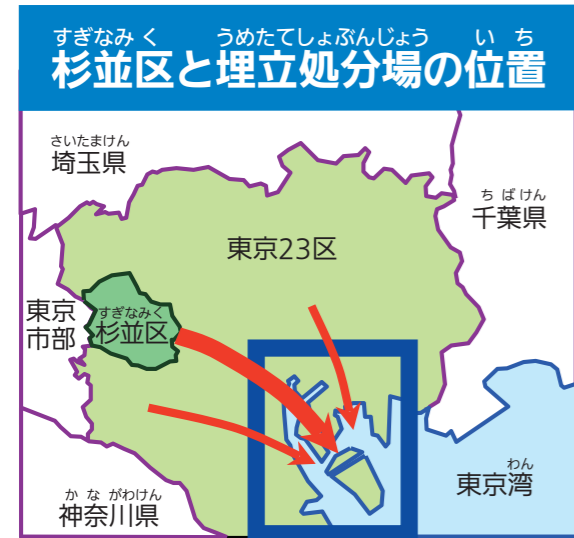 すぎなみく うめたてしょぶんじょう いち
杉並区と埋立処分場の位置
さいたまけん
埼玉県
ちばけん
千葉県
東京23区
東京
市部
すぎなみく
杉並区
わん
東京湾
かながわけん
神奈川県